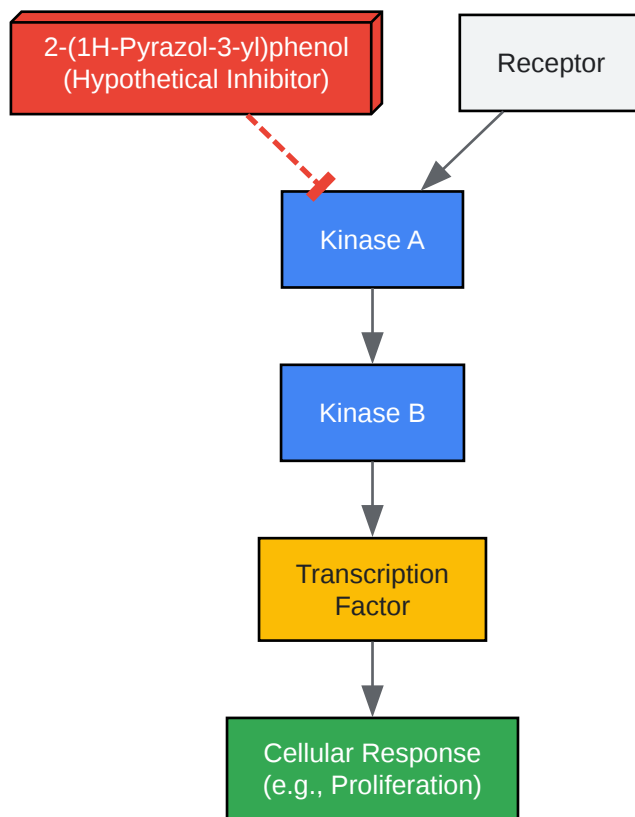 2-(1H-Pyrazol-3-yl)phenol
(Hypothetical Inhibitor)
Receptor
Kinase A
Kinase B
Transcription
Factor
Cellular Response
(e.g., Proliferation)